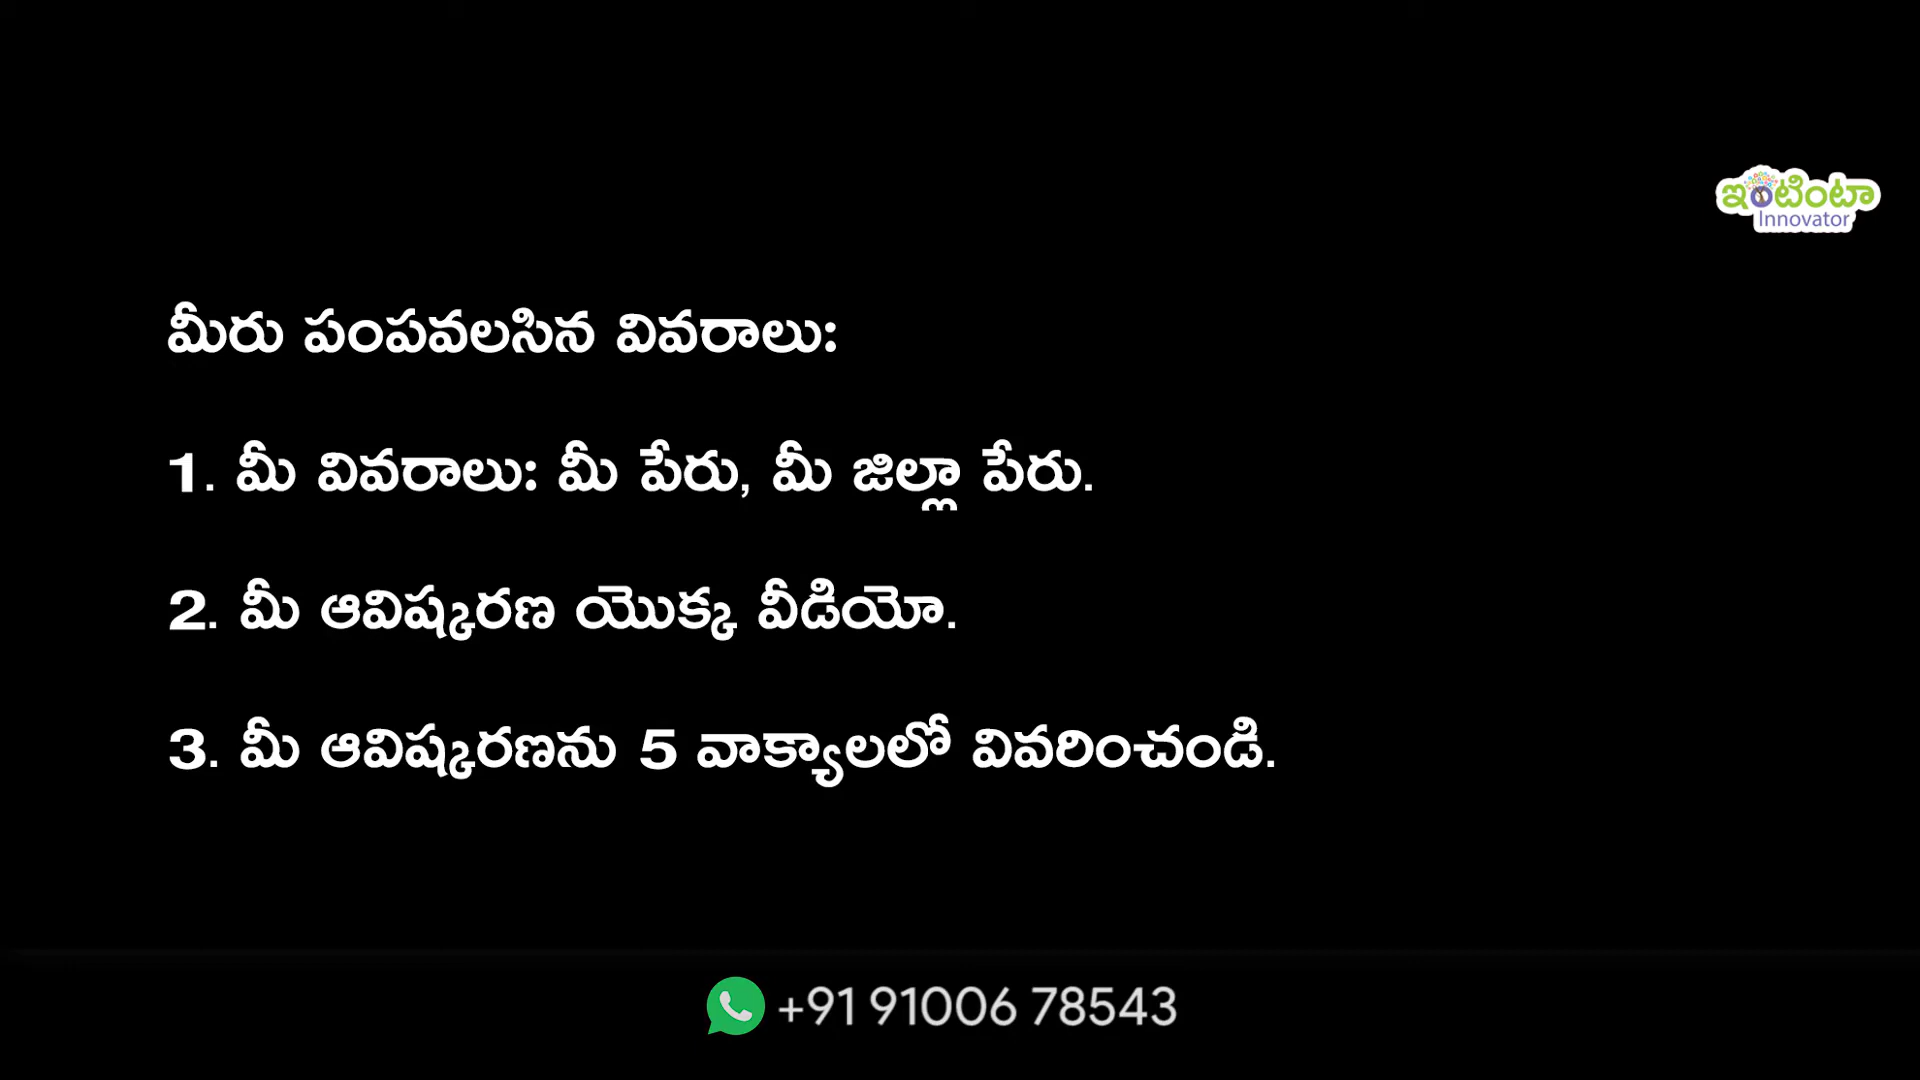 ఇంటింటా
Innovator
మీరు పంపవలసిన వివరాలు:
1. మీ వివరాలు: మీ పేరు, మీ జిల్లా పేరు.
2. మీ ఆవిష్కరణ యొక్క వీడియో.
3. మీ ఆవిష్కరణను 5 వాక్యాలలో వివరించండి.
+91 91006 78543